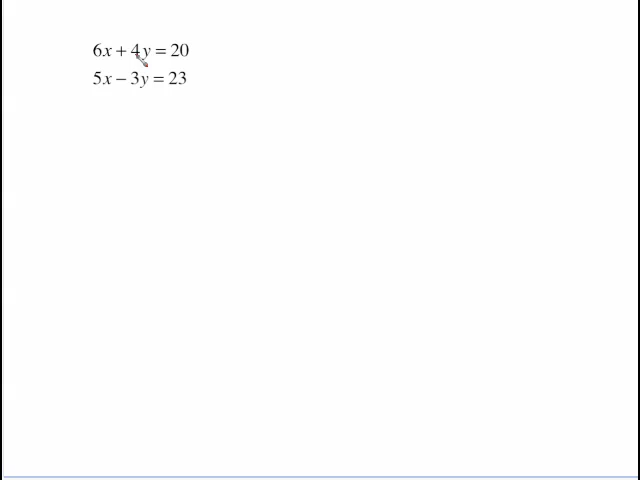 6x + 4y = 20
5x − 3y = 23